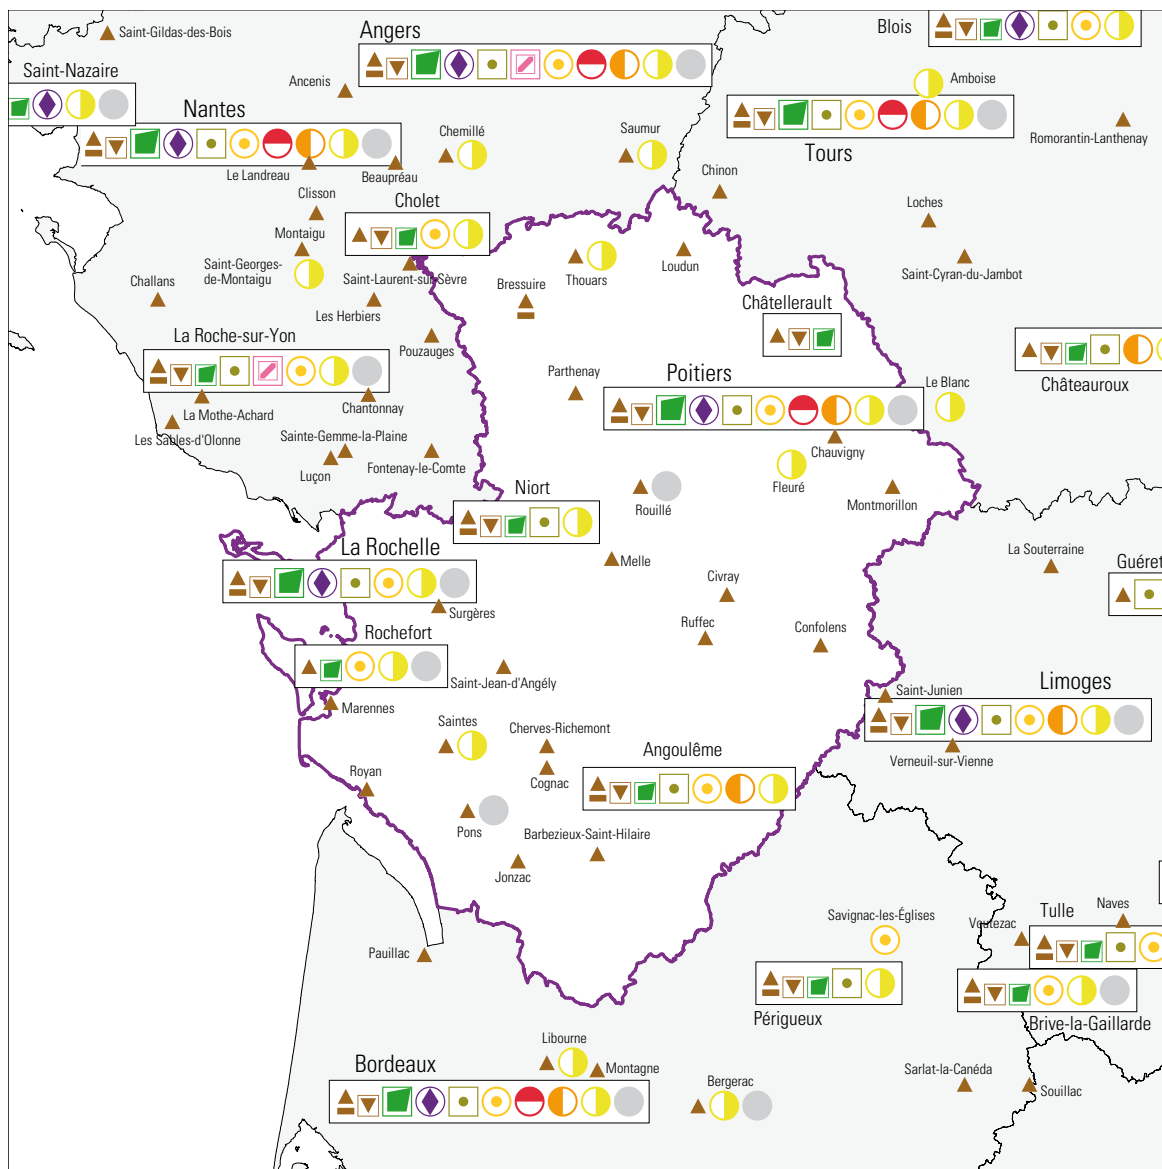 Saint-Gildas-des-Bois
Angers
Blois
Saint-Nazaire
Ancenis
Amboise
Nantes
Chemillé
Saumur
Romorantin-Lanthenay
Tours
Le Landreau
Beaupréau
Chinon
Clisson
Cholet
Loches
Montaigu
Saint-Georges-
de-Montaigu
Saint-Laurent-sur-Sèvre
Thouars
Loudun
Saint-Cyran-du-Jambot
Challans
Bressuire
Châtellerault
Les Herbiers
La Roche-sur-Yon
Pouzauges
Parthenay
Poitiers
Le Blanc
Châteauroux
La Mothe-Achard
Chantonnay
Les Sables-d'Olonne
Sainte-Gemme-la-Plaine
Chauvigny
Luçon
Fontenay-le-Comte
Fleuré
Niort
Rouillé
Montmorillon
La Rochelle
Melle
La Souterraine
Guéret
Civray
Surgères
Ruffec
Confolens
Rochefort
Saint-Jean-d'Angély
Saint-Junien
Limoges
Marennes
Saintes
Cherves-Richemont
Angoulême
Verneuil-sur-Vienne
Royan
Cognac
Pons
Barbezieux-Saint-Hilaire
Jonzac
Savignac-les-Églises
Voutezac
Tulle
Naves
Pauillac
Périgueux
Brive-la-Gaillarde
Bordeaux
Libourne
Montagne
Bergerac
Sarlat-la-Canéda
Souillac